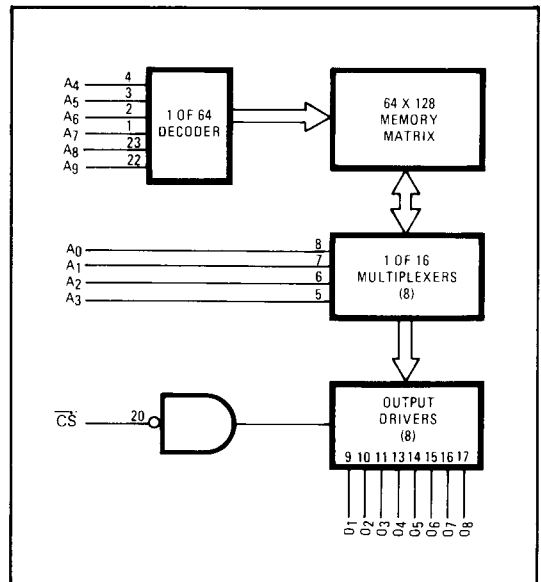 A4 4
A5 3
A6 2
A7 1
A8 23
A9 22
1 OF 64
DECODER
64 X 128
MEMORY
MATRIX
A0 8
A1 7
A2 6
A3 5
1 OF 16
MULTIPLEXERS
(8)
CS 20
OUTPUT
DRIVERS
(8)
9 10 11 13 14 15 16 17
O1 O2 O3 O4 O5 O6 O7 O8